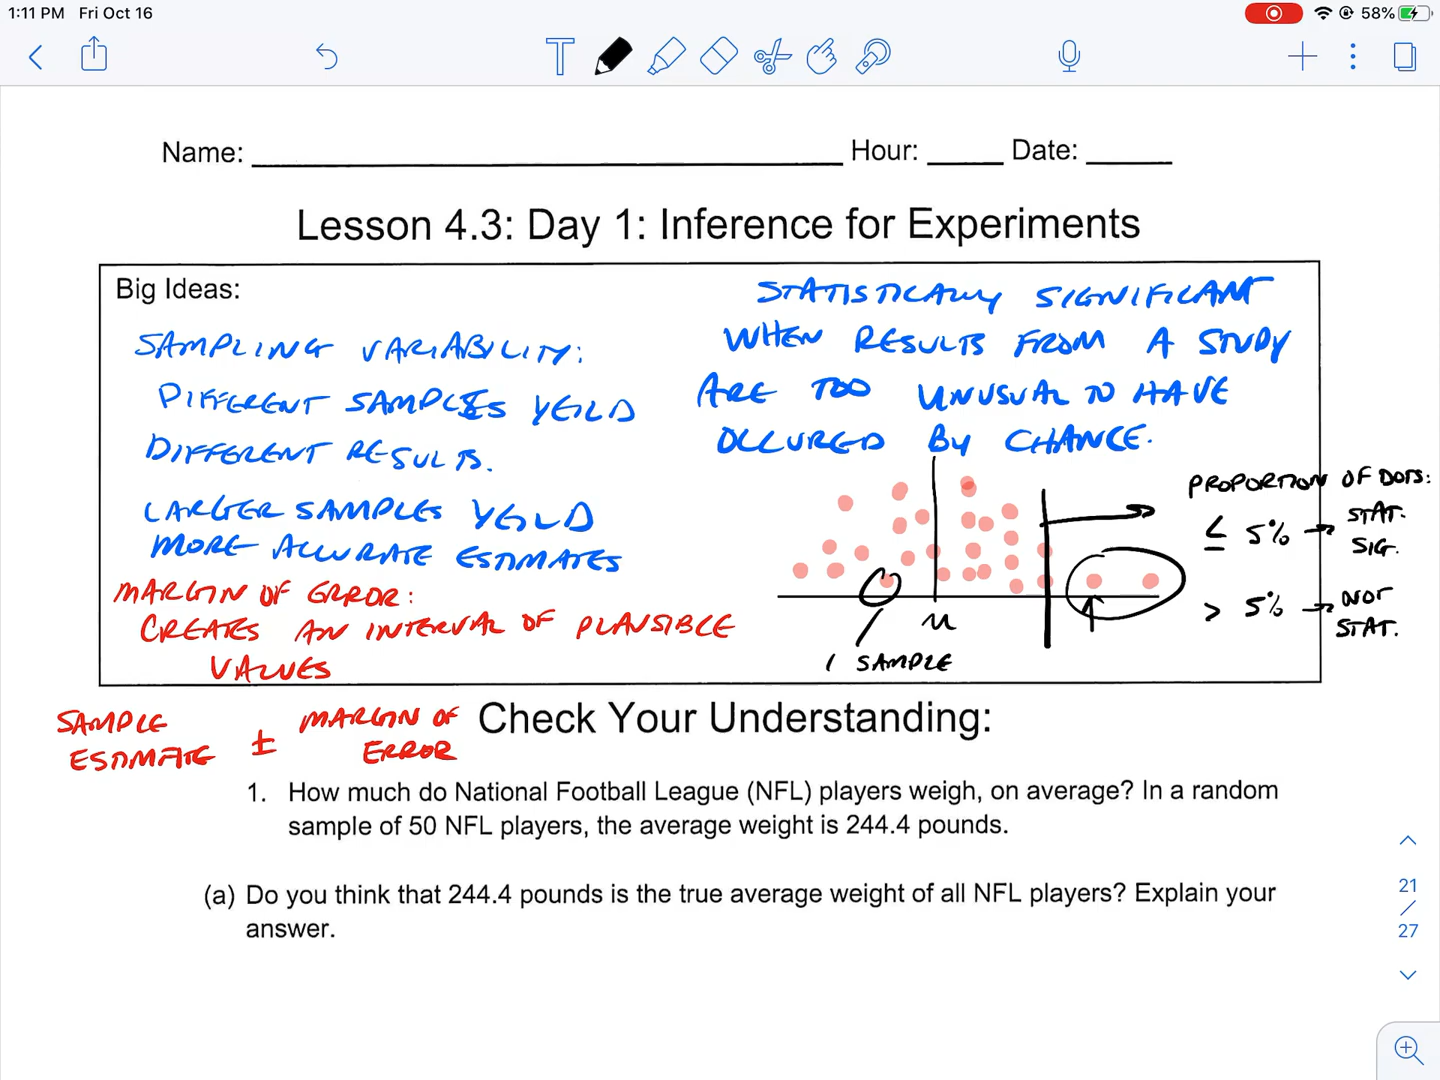 1:11 PM Fri Oct 16
58%
Name: Hour: Date:
Lesson 4.3: Day 1: Inference for Experiments
Big Ideas:
SAMPLING VARIABILITY:
DIFFERENT SAMPLES YEILD
DIFFERENT RESULTS.
LARGER SAMPLES YEILD
MORE ACCURATE ESTIMATES
MARGIN OF ERROR:
CREATES AN INTERVAL OF PLAUSIBLE
VALUES
STATISTICALLY SIGNIFICANT
WHEN RESULTS FROM A STUDY
ARE TOO UNUSUAL TO HAVE
OCCURED BY CHANCE.
PROPORTION OF DOTS:
≤ 5% → STAT.
SIG.
> 5% → NOT
STAT.
μ
1 SAMPLE
SAMPLE
ESTIMATE ± MARGIN OF
ERROR
Check Your Understanding:
1. How much do National Football League (NFL) players weigh, on average? In a random
sample of 50 NFL players, the average weight is 244.4 pounds.
(a) Do you think that 244.4 pounds is the true average weight of all NFL players? Explain your
answer.
21
/
27